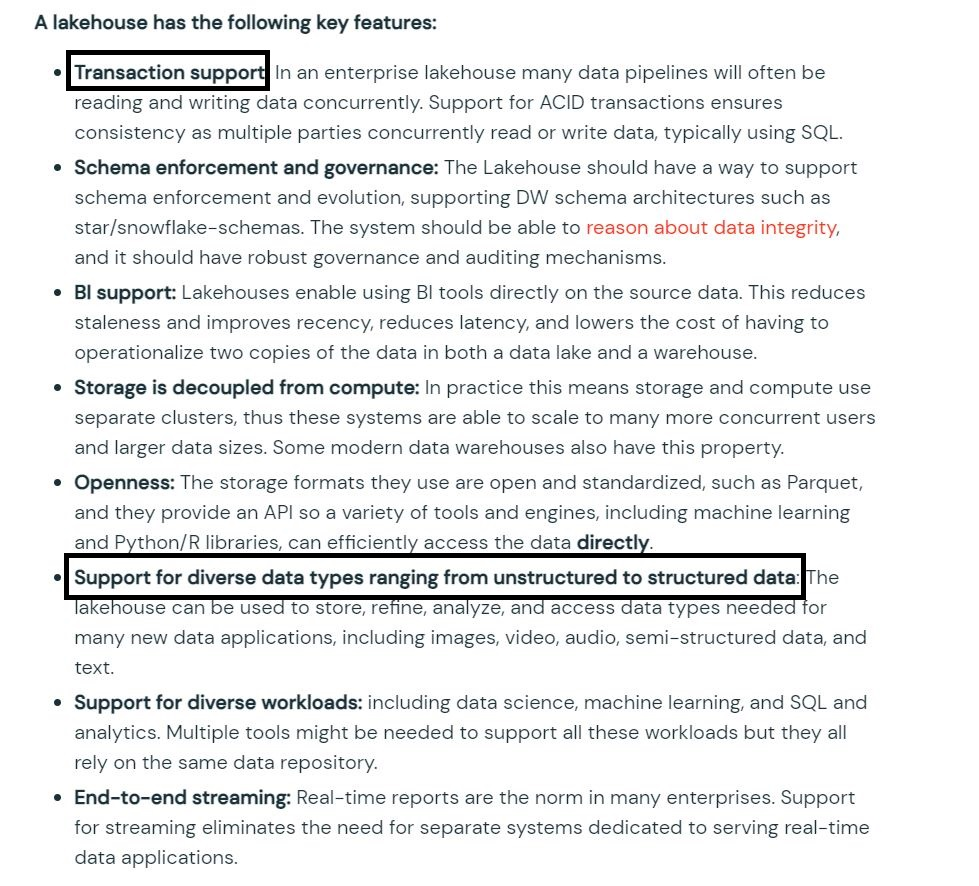 A lakehouse has the following key features:
• Transaction support: In an enterprise lakehouse many data pipelines will often be
reading and writing data concurrently. Support for ACID transactions ensures
consistency as multiple parties concurrently read or write data, typically using SQL.
• Schema enforcement and governance: The Lakehouse should have a way to support
schema enforcement and evolution, supporting DW schema architectures such as
star/snowflake-schemas. The system should be able to reason about data integrity,
and it should have robust governance and auditing mechanisms.
• BI support: Lakehouses enable using BI tools directly on the source data. This reduces
staleness and improves recency, reduces latency, and lowers the cost of having to
operationalize two copies of the data in both a data lake and a warehouse.
• Storage is decoupled from compute: In practice this means storage and compute use
separate clusters, thus these systems are able to scale to many more concurrent users
and larger data sizes. Some modern data warehouses also have this property.
• Openness: The storage formats they use are open and standardized, such as Parquet,
and they provide an API so a variety of tools and engines, including machine learning
and Python/R libraries, can efficiently access the data directly.
• Support for diverse data types ranging from unstructured to structured data: The
lakehouse can be used to store, refine, analyze, and access data types needed for
many new data applications, including images, video, audio, semi-structured data, and
text.
• Support for diverse workloads: including data science, machine learning, and SQL and
analytics. Multiple tools might be needed to support all these workloads but they all
rely on the same data repository.
• End-to-end streaming: Real-time reports are the norm in many enterprises. Support
for streaming eliminates the need for separate systems dedicated to serving real-time
data applications.